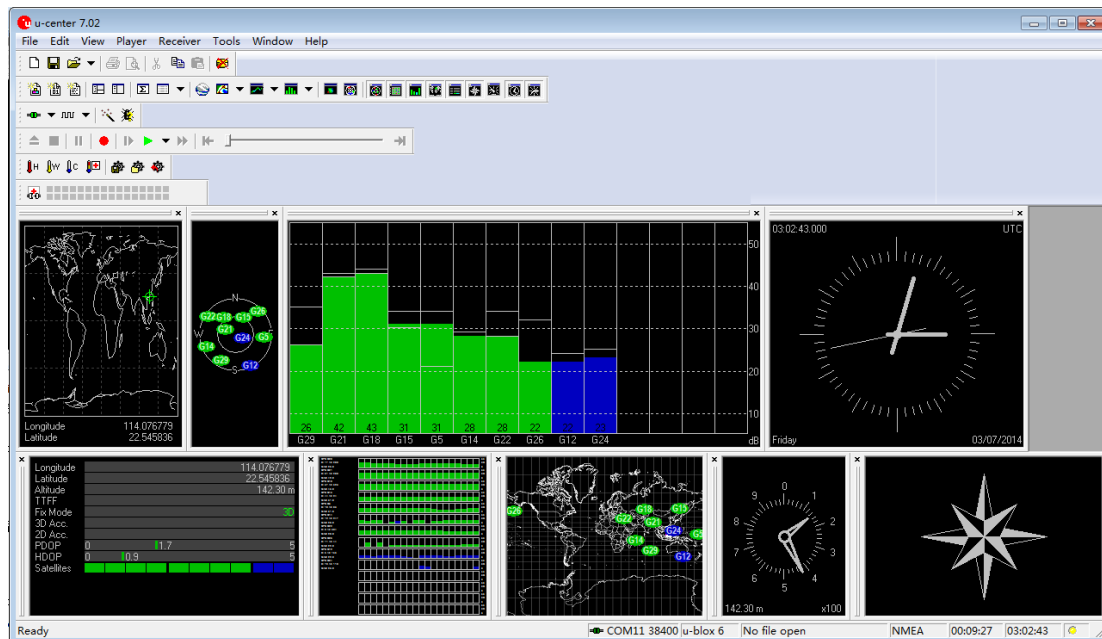 u-center 7.02
File Edit View Player Receiver Tools Window Help
H W C
N
W E
S
G22 G18 G15 G26
G21 G24 G5
G14
G29 G12
Longitude 114.076779
Latitude 22.545836
50
40
30
20
10
26 42 43 31 31 28 28 22 22 23
G29 G21 G18 G15 G5 G14 G22 G26 G12 G24 dB
03:02:43.000 UTC
Friday 03/07/2014
Longitude 114.076779
Latitude 22.545836
Altitude 142.30 m
TTFF
Fix Mode 3D
3D Acc.
2D Acc.
PDOP 0 1.7 5
HDOP 0 0.9 5
Satellites
G26 G18 G15
G22 G21 G24 G5
G14
G29 G12
0
9 1
8 2
7 3
6 4
5
142.30 m x100
Ready COM11 38400 u-blox 6 No file open NMEA 00:09:27 03:02:43